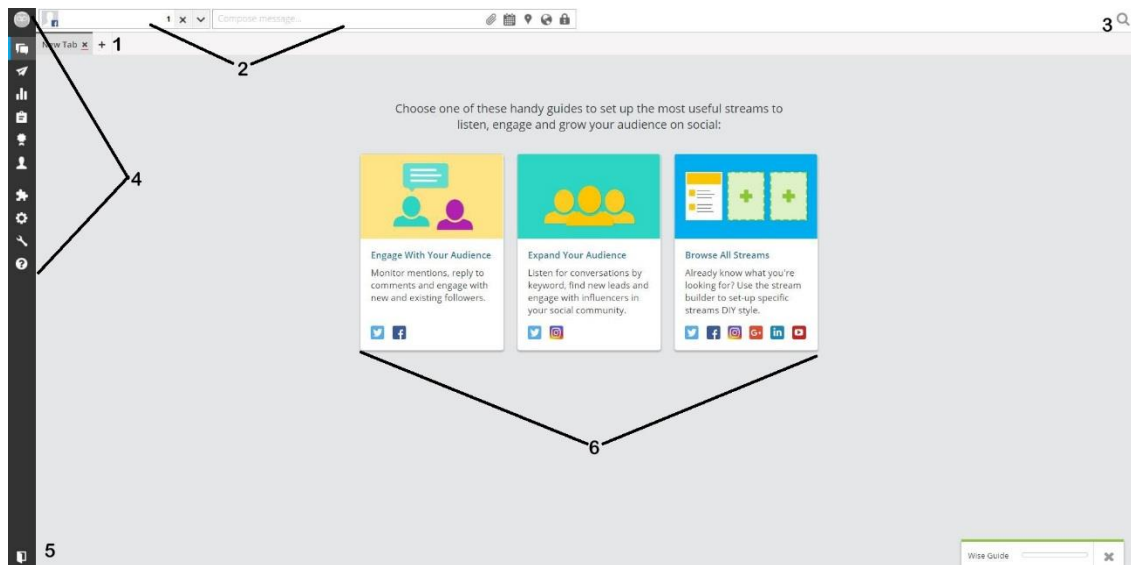 1 x Compose message...
3
New Tab x + 1
2
Choose one of these handy guides to set up the most useful streams to
listen, engage and grow your audience on social:
4
Engage With Your Audience
Monitor mentions, reply to
comments and engage with
new and existing followers.
Expand Your Audience
Listen for conversations by
keyword, find new leads and
engage with influencers in
your social community.
Browse All Streams
Already know what you're
looking for? Use the stream
builder to set-up specific
streams DIY style.
6
5
Wise Guide